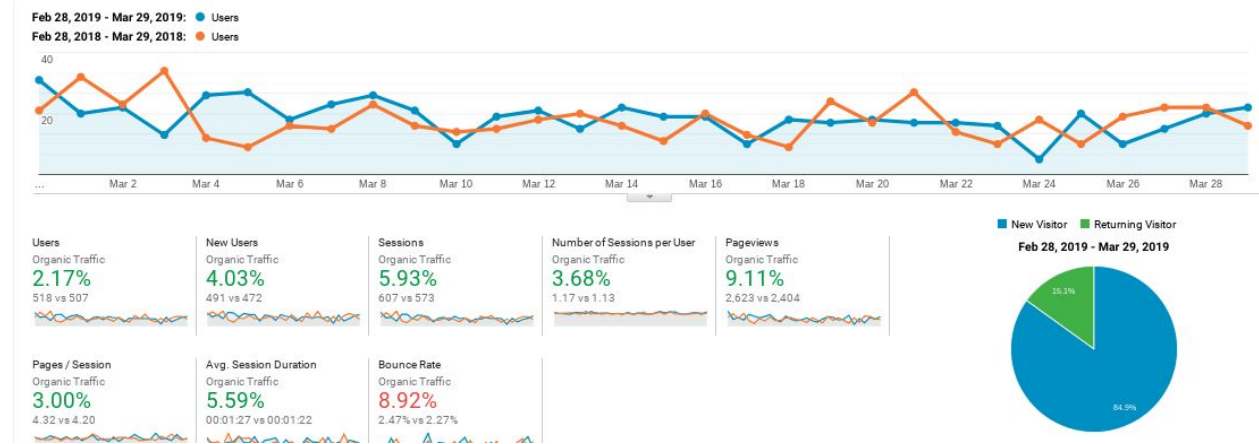 Feb 28, 2019 - Mar 29, 2019: Users
Feb 28, 2018 - Mar 29, 2018: Users
40
20
... Mar 2 Mar 4 Mar 6 Mar 8 Mar 10 Mar 12 Mar 14 Mar 16 Mar 18 Mar 20 Mar 22 Mar 24 Mar 26 Mar 28
New Visitor Returning Visitor
Feb 28, 2019 - Mar 29, 2019
15.1%
84.9%
Users
Organic Traffic
2.17%
518 vs 507
New Users
Organic Traffic
4.03%
491 vs 472
Sessions
Organic Traffic
5.93%
607 vs 573
Number of Sessions per User
Organic Traffic
3.68%
1.17 vs 1.13
Pageviews
Organic Traffic
9.11%
2,623 vs 2,404
Pages / Session
Organic Traffic
3.00%
4.32 vs 4.20
Avg. Session Duration
Organic Traffic
5.59%
00:01:27 vs 00:01:22
Bounce Rate
Organic Traffic
8.92%
2.47% vs 2.27%